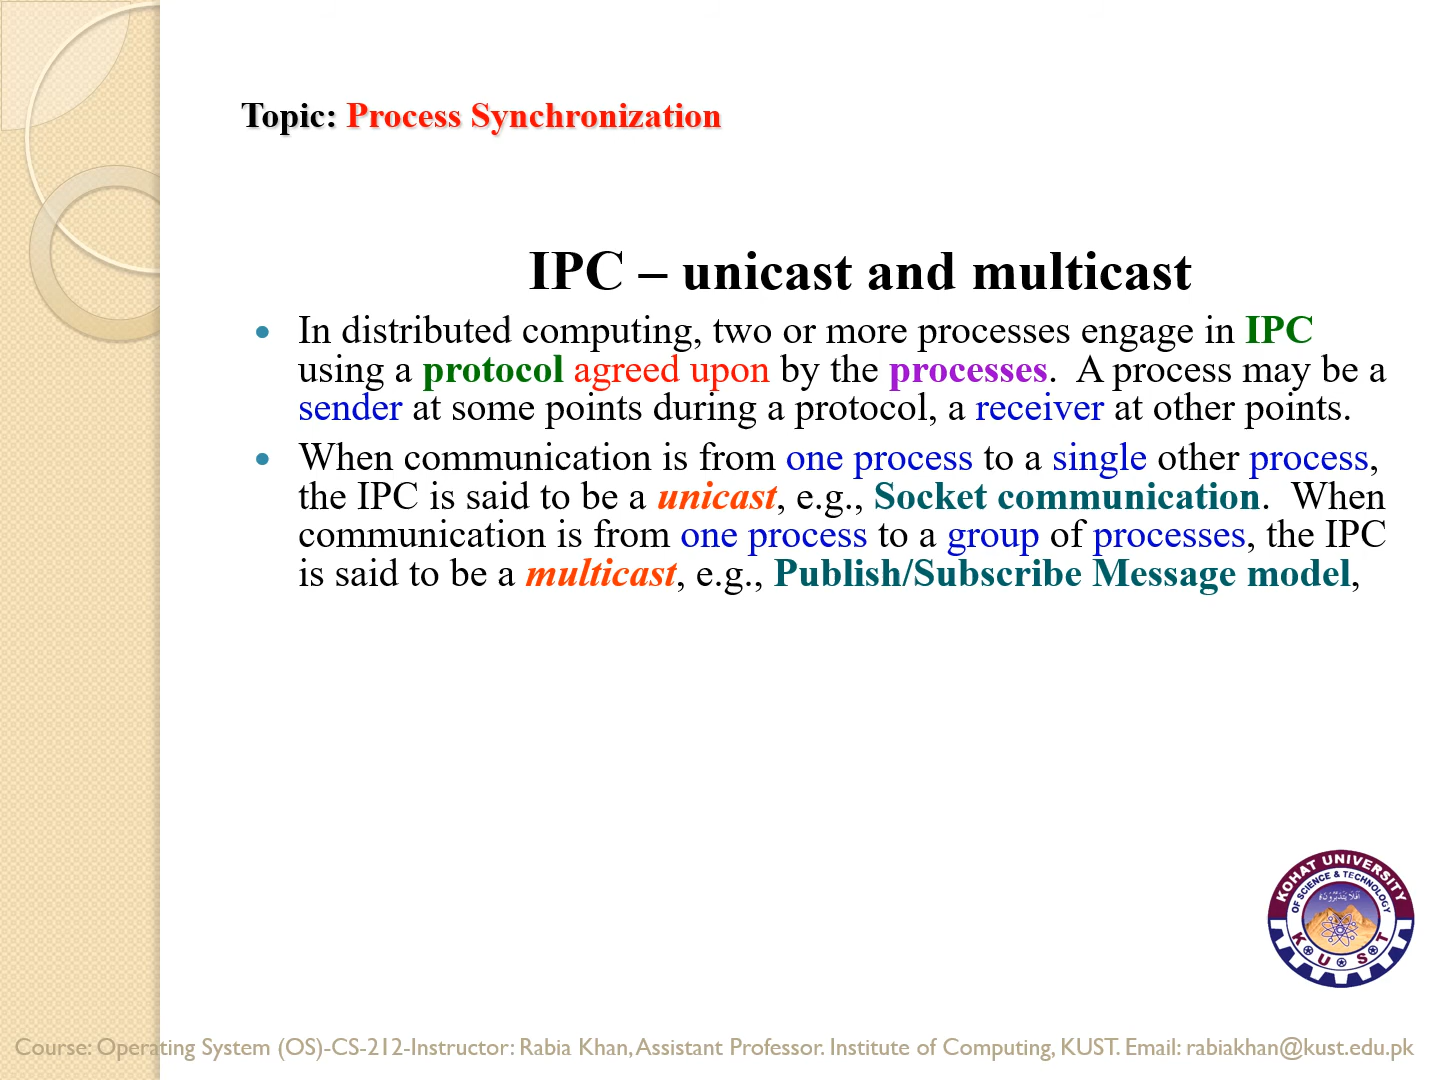 Topic: Process Synchronization
IPC – unicast and multicast
• In distributed computing, two or more processes engage in IPC
using a protocol agreed upon by the processes. A process may be a
sender at some points during a protocol, a receiver at other points.
• When communication is from one process to a single other process,
the IPC is said to be a unicast, e.g., Socket communication. When
communication is from one process to a group of processes, the IPC
is said to be a multicast, e.g., Publish/Subscribe Message model,
KOHAT UNIVERSITY
OF SCIENCE & TECHNOLOGY
K U S T
Course: Operating System (OS)-CS-212-Instructor: Rabia Khan, Assistant Professor. Institute of Computing, KUST. Email: rabiakhan@kust.edu.pk